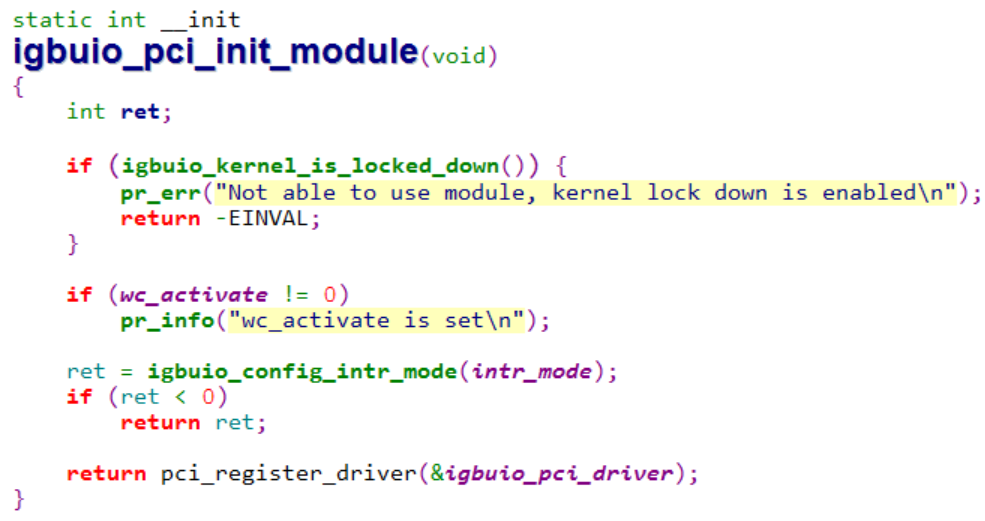 static int __init
igbuio_pci_init_module(void)
{
    int ret;

    if (igbuio_kernel_is_locked_down()) {
        pr_err("Not able to use module, kernel lock down is enabled\n");
        return -EINVAL;
    }

    if (wc_activate != 0)
        pr_info("wc_activate is set\n");

    ret = igbuio_config_intr_mode(intr_mode);
    if (ret < 0)
        return ret;

    return pci_register_driver(&igbuio_pci_driver);
}